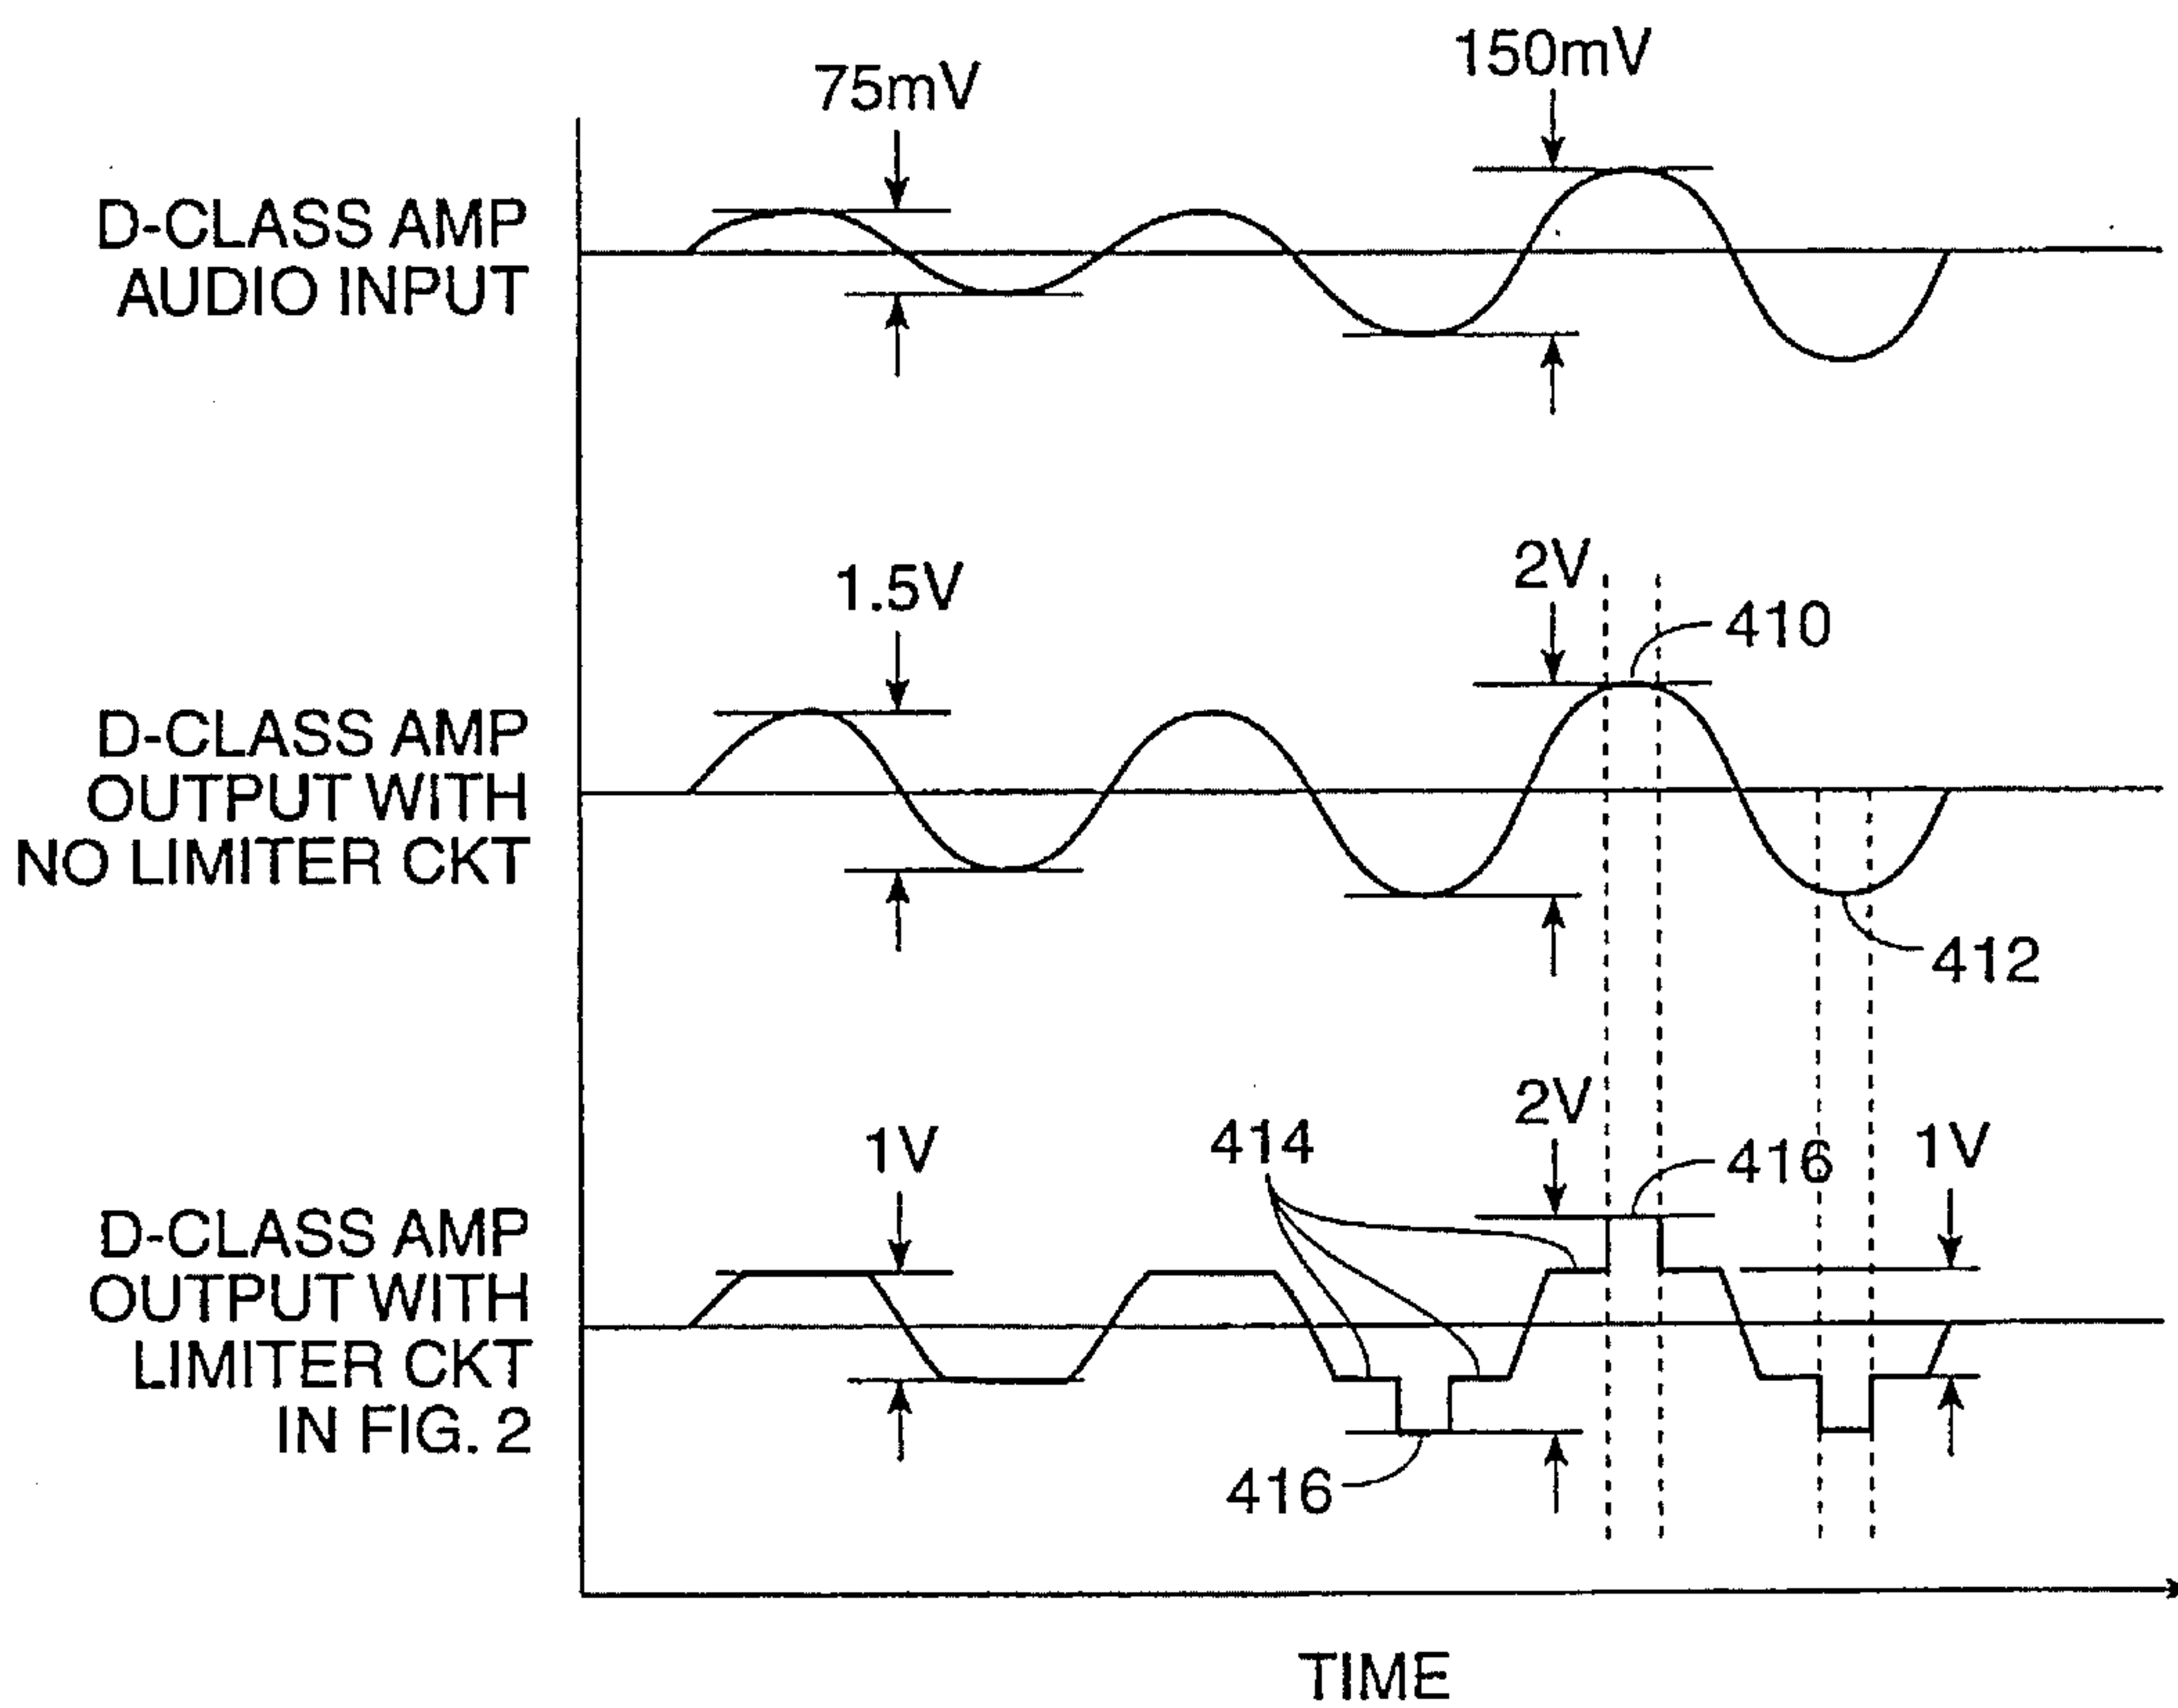 75mV
150mV
D-CLASS AMP
AUDIO INPUT
1.5V
2V
410
D-CLASS AMP
OUTPUT WITH
NO LIMITER CKT
412
1V
414
2V
416
1V
D-CLASS AMP
OUTPUT WITH
LIMITER CKT
IN FIG. 2
416
TIME